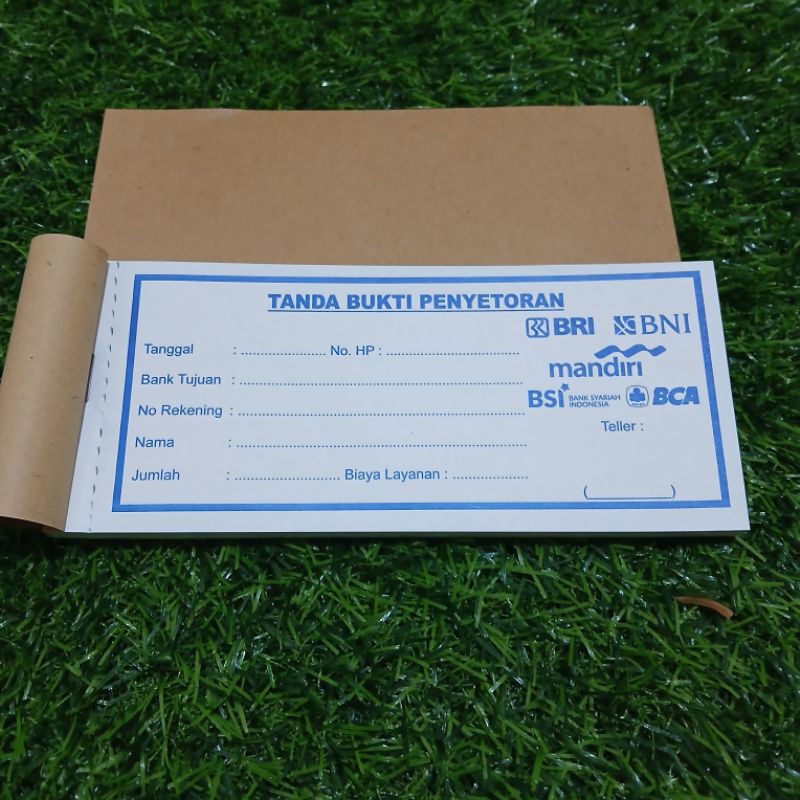 TANDA BUKTI PENYETORAN
BRI BNI
Tanggal : ...................... No. HP : ..................................
mandiri
Bank Tujuan : ..........................................................................
BSI BANK SYARIAH INDONESIA BCA
No Rekening : ..........................................................................
Teller :
Nama : ..........................................................................
Jumlah : ........................... Biaya Layanan : ...................
(__________)